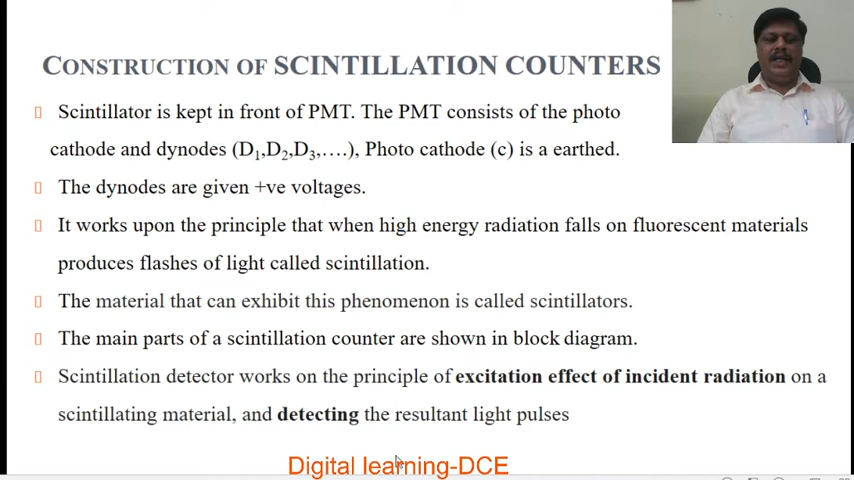 CONSTRUCTION OF SCINTILLATION COUNTERS
Scintillator is kept in front of PMT. The PMT consists of the photo
cathode and dynodes (D1,D2,D3,....), Photo cathode (c) is a earthed.
The dynodes are given +ve voltages.
It works upon the principle that when high energy radiation falls on fluorescent materials
produces flashes of light called scintillation.
The material that can exhibit this phenomenon is called scintillators.
The main parts of a scintillation counter are shown in block diagram.
Scintillation detector works on the principle of excitation effect of incident radiation on a
scintillating material, and detecting the resultant light pulses
Digital learning-DCE